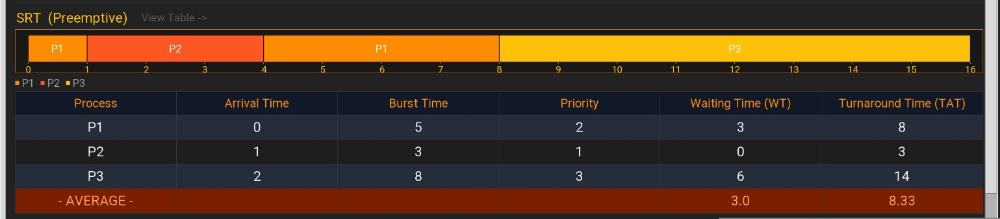 SRT (Preemptive) View Table ->
P1 P2 P1 P3
0 1 2 3 4 5 6 7 8 9 10 11 12 13 14 15 16
P1 P2 P3
Process Arrival Time Burst Time Priority Waiting Time (WT) Turnaround Time (TAT)
P1 0 5 2 3 8
P2 1 3 1 0 3
P3 2 8 3 6 14
- AVERAGE - 3.0 8.33